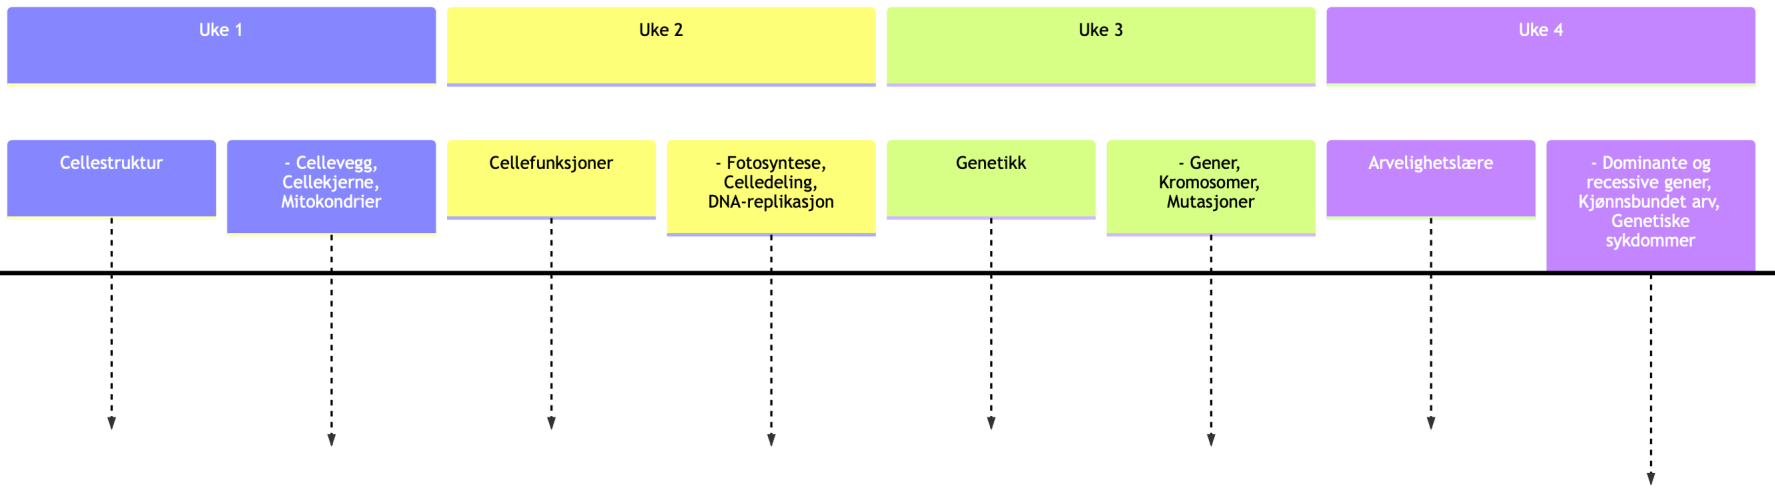 Uke 1
Uke 2
Uke 3
Uke 4
Cellestruktur
- Cellevegg,
Cellekjerne,
Mitokondrier
Cellefunksjoner
- Fotosyntese,
Celledeling,
DNA-replikasjon
Genetikk
- Gener,
Kromosomer,
Mutasjoner
Arvelighetslære
- Dominante og
recessive gener,
Kjønnsbundet arv,
Genetiske
sykdommer